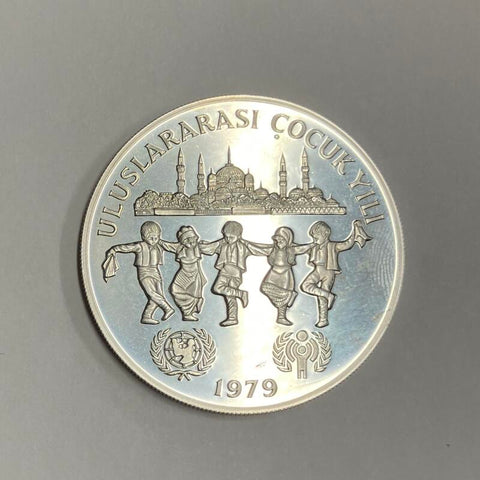 ULUSLARARASI ÇOCUK YILI
1979